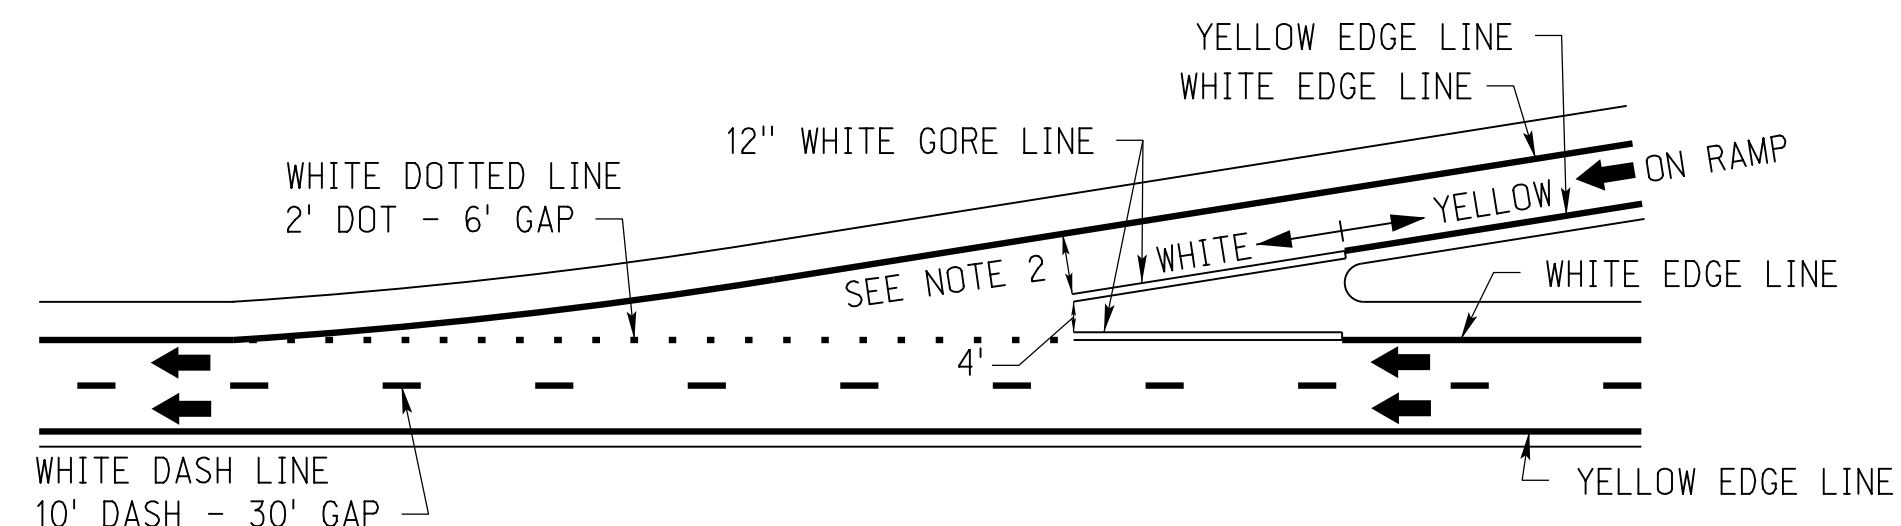 YELLOW EDGE LINE
WHITE EDGE LINE
12" WHITE GORE LINE
ON RAMP
WHITE DOTTED LINE
2' DOT - 6' GAP
YELLOW
WHITE
SEE NOTE 2
WHITE EDGE LINE
4'
WHITE DASH LINE
10' DASH - 30' GAP
YELLOW EDGE LINE